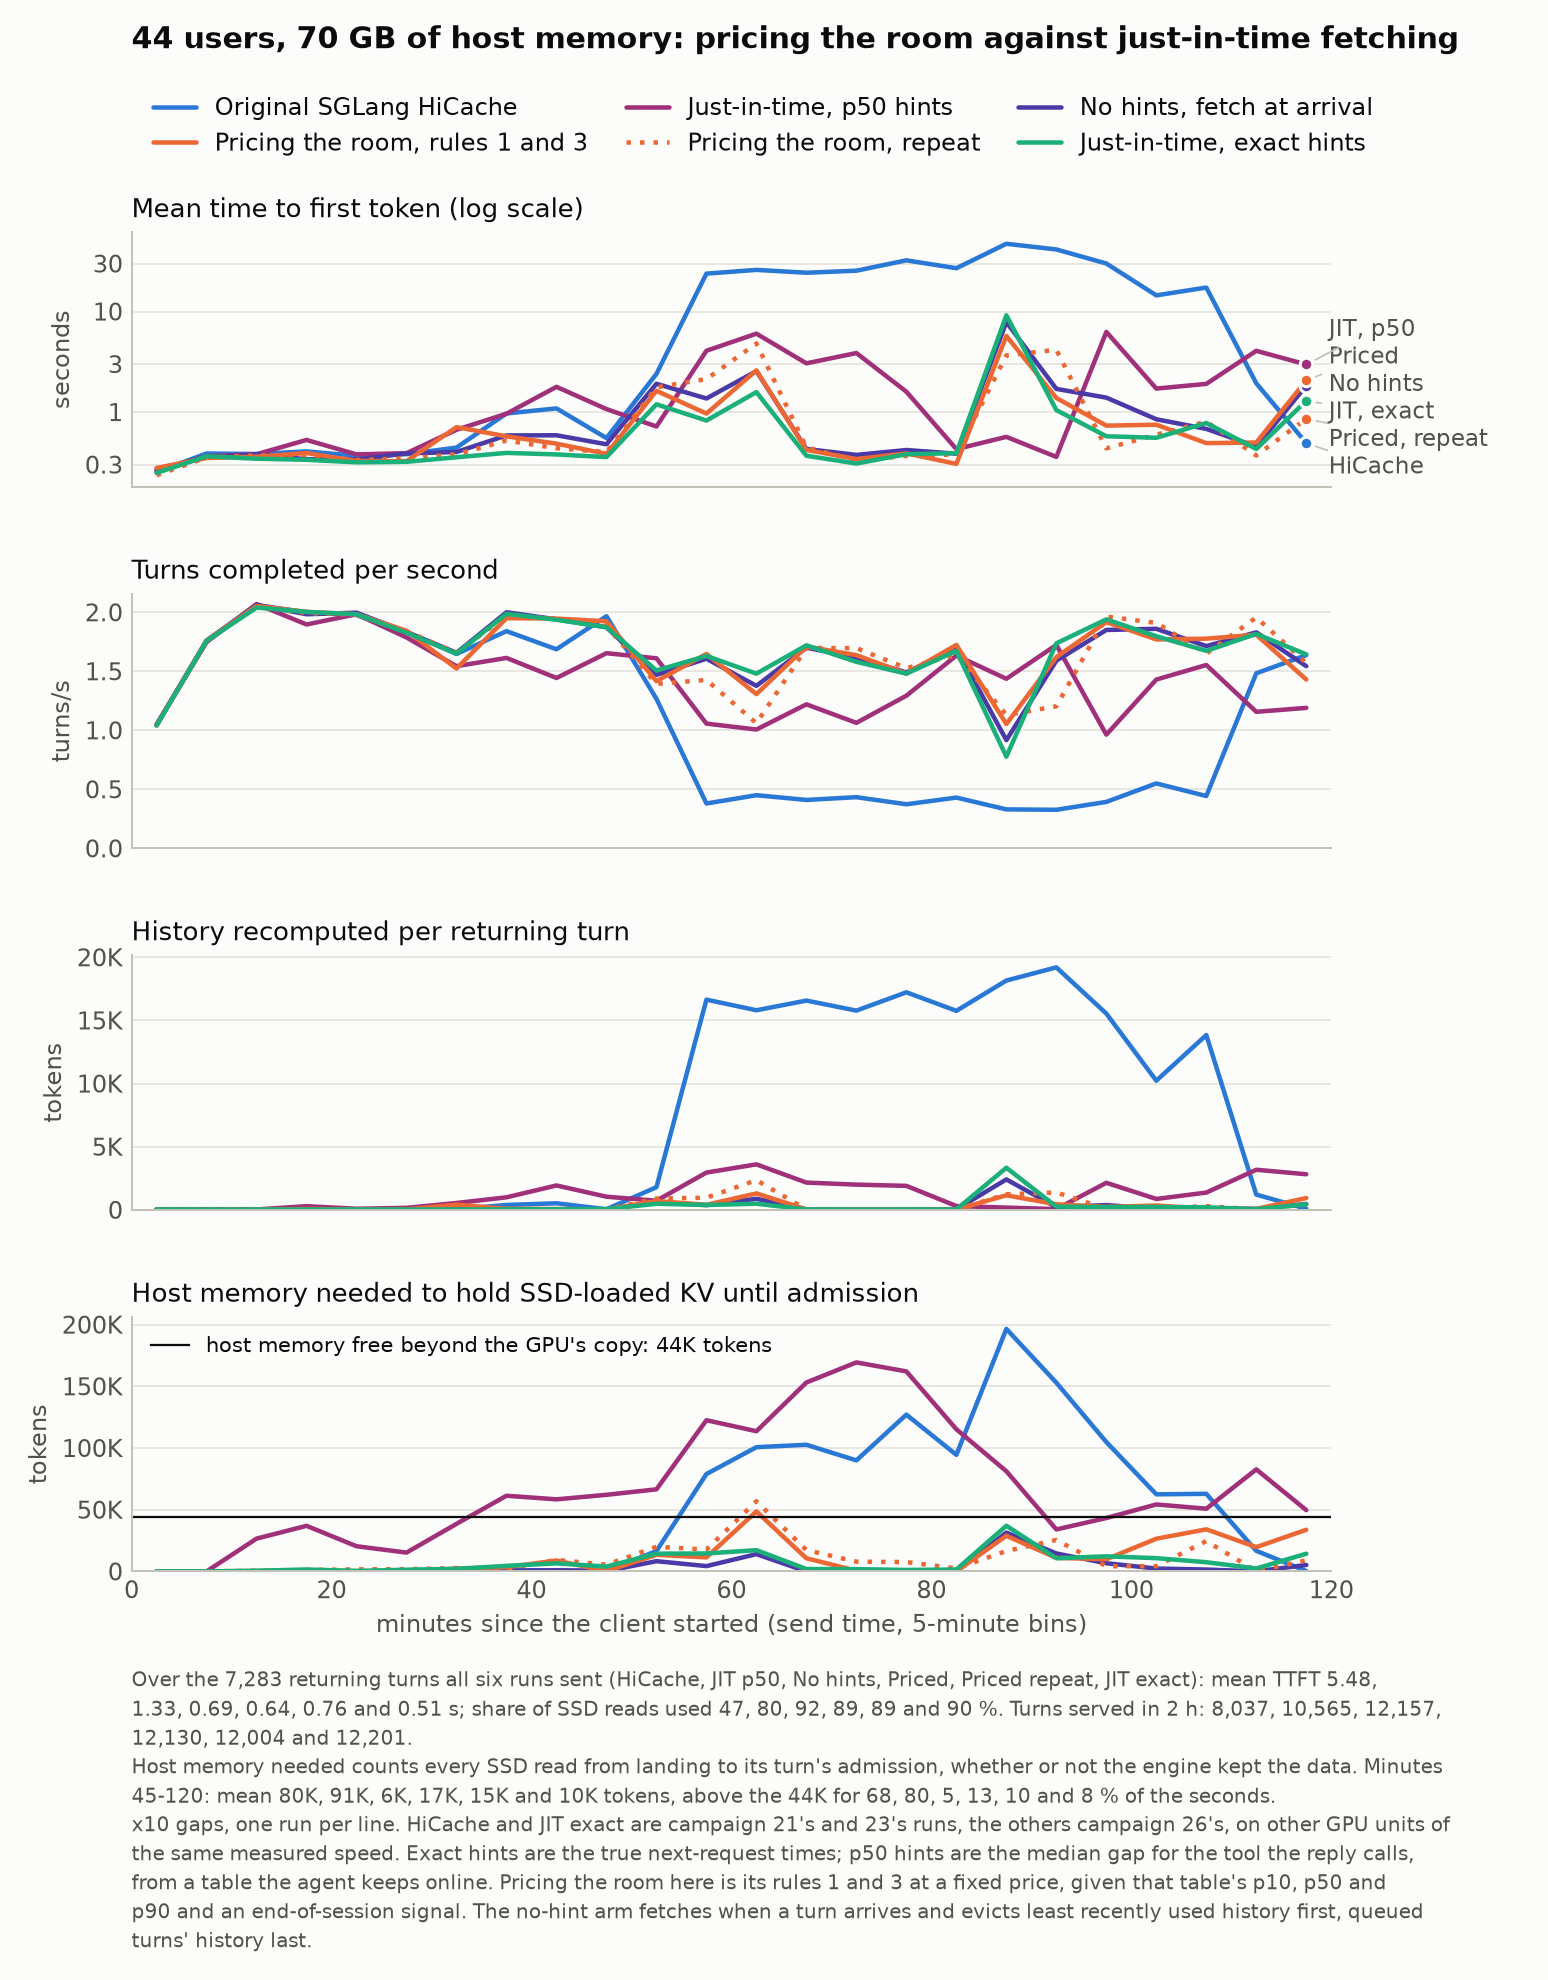 44 users, 70 GB of host memory: pricing the room against just-in-time fetching
Original SGLang HiCache
Just-in-time, p50 hints
No hints, fetch at arrival
Pricing the room, rules 1 and 3
Pricing the room, repeat
Just-in-time, exact hints
Mean time to first token (log scale)
30
10
3
1
0.3
seconds
JIT, p50
Priced
No hints
JIT, exact
Priced, repeat
HiCache
Turns completed per second
2.0
1.5
1.0
0.5
0.0
turns/s
History recomputed per returning turn
20K
15K
10K
5K
0
tokens
Host memory needed to hold SSD-loaded KV until admission
200K
150K
100K
50K
0
tokens
host memory free beyond the GPU's copy: 44K tokens
0 20 40 60 80 100 120
minutes since the client started (send time, 5-minute bins)
Over the 7,283 returning turns all six runs sent (HiCache, JIT p50, No hints, Priced, Priced repeat, JIT exact): mean TTFT 5.48,
1.33, 0.69, 0.64, 0.76 and 0.51 s; share of SSD reads used 47, 80, 92, 89, 89 and 90 %. Turns served in 2 h: 8,037, 10,565, 12,157,
12,130, 12,004 and 12,201.
Host memory needed counts every SSD read from landing to its turn's admission, whether or not the engine kept the data. Minutes
45-120: mean 80K, 91K, 6K, 17K, 15K and 10K tokens, above the 44K for 68, 80, 5, 13, 10 and 8 % of the seconds.
x10 gaps, one run per line. HiCache and JIT exact are campaign 21's and 23's runs, the others campaign 26's, on other GPU units of
the same measured speed. Exact hints are the true next-request times; p50 hints are the median gap for the tool the reply calls,
from a table the agent keeps online. Pricing the room here is its rules 1 and 3 at a fixed price, given that table's p10, p50 and
p90 and an end-of-session signal. The no-hint arm fetches when a turn arrives and evicts least recently used history first, queued
turns' history last.